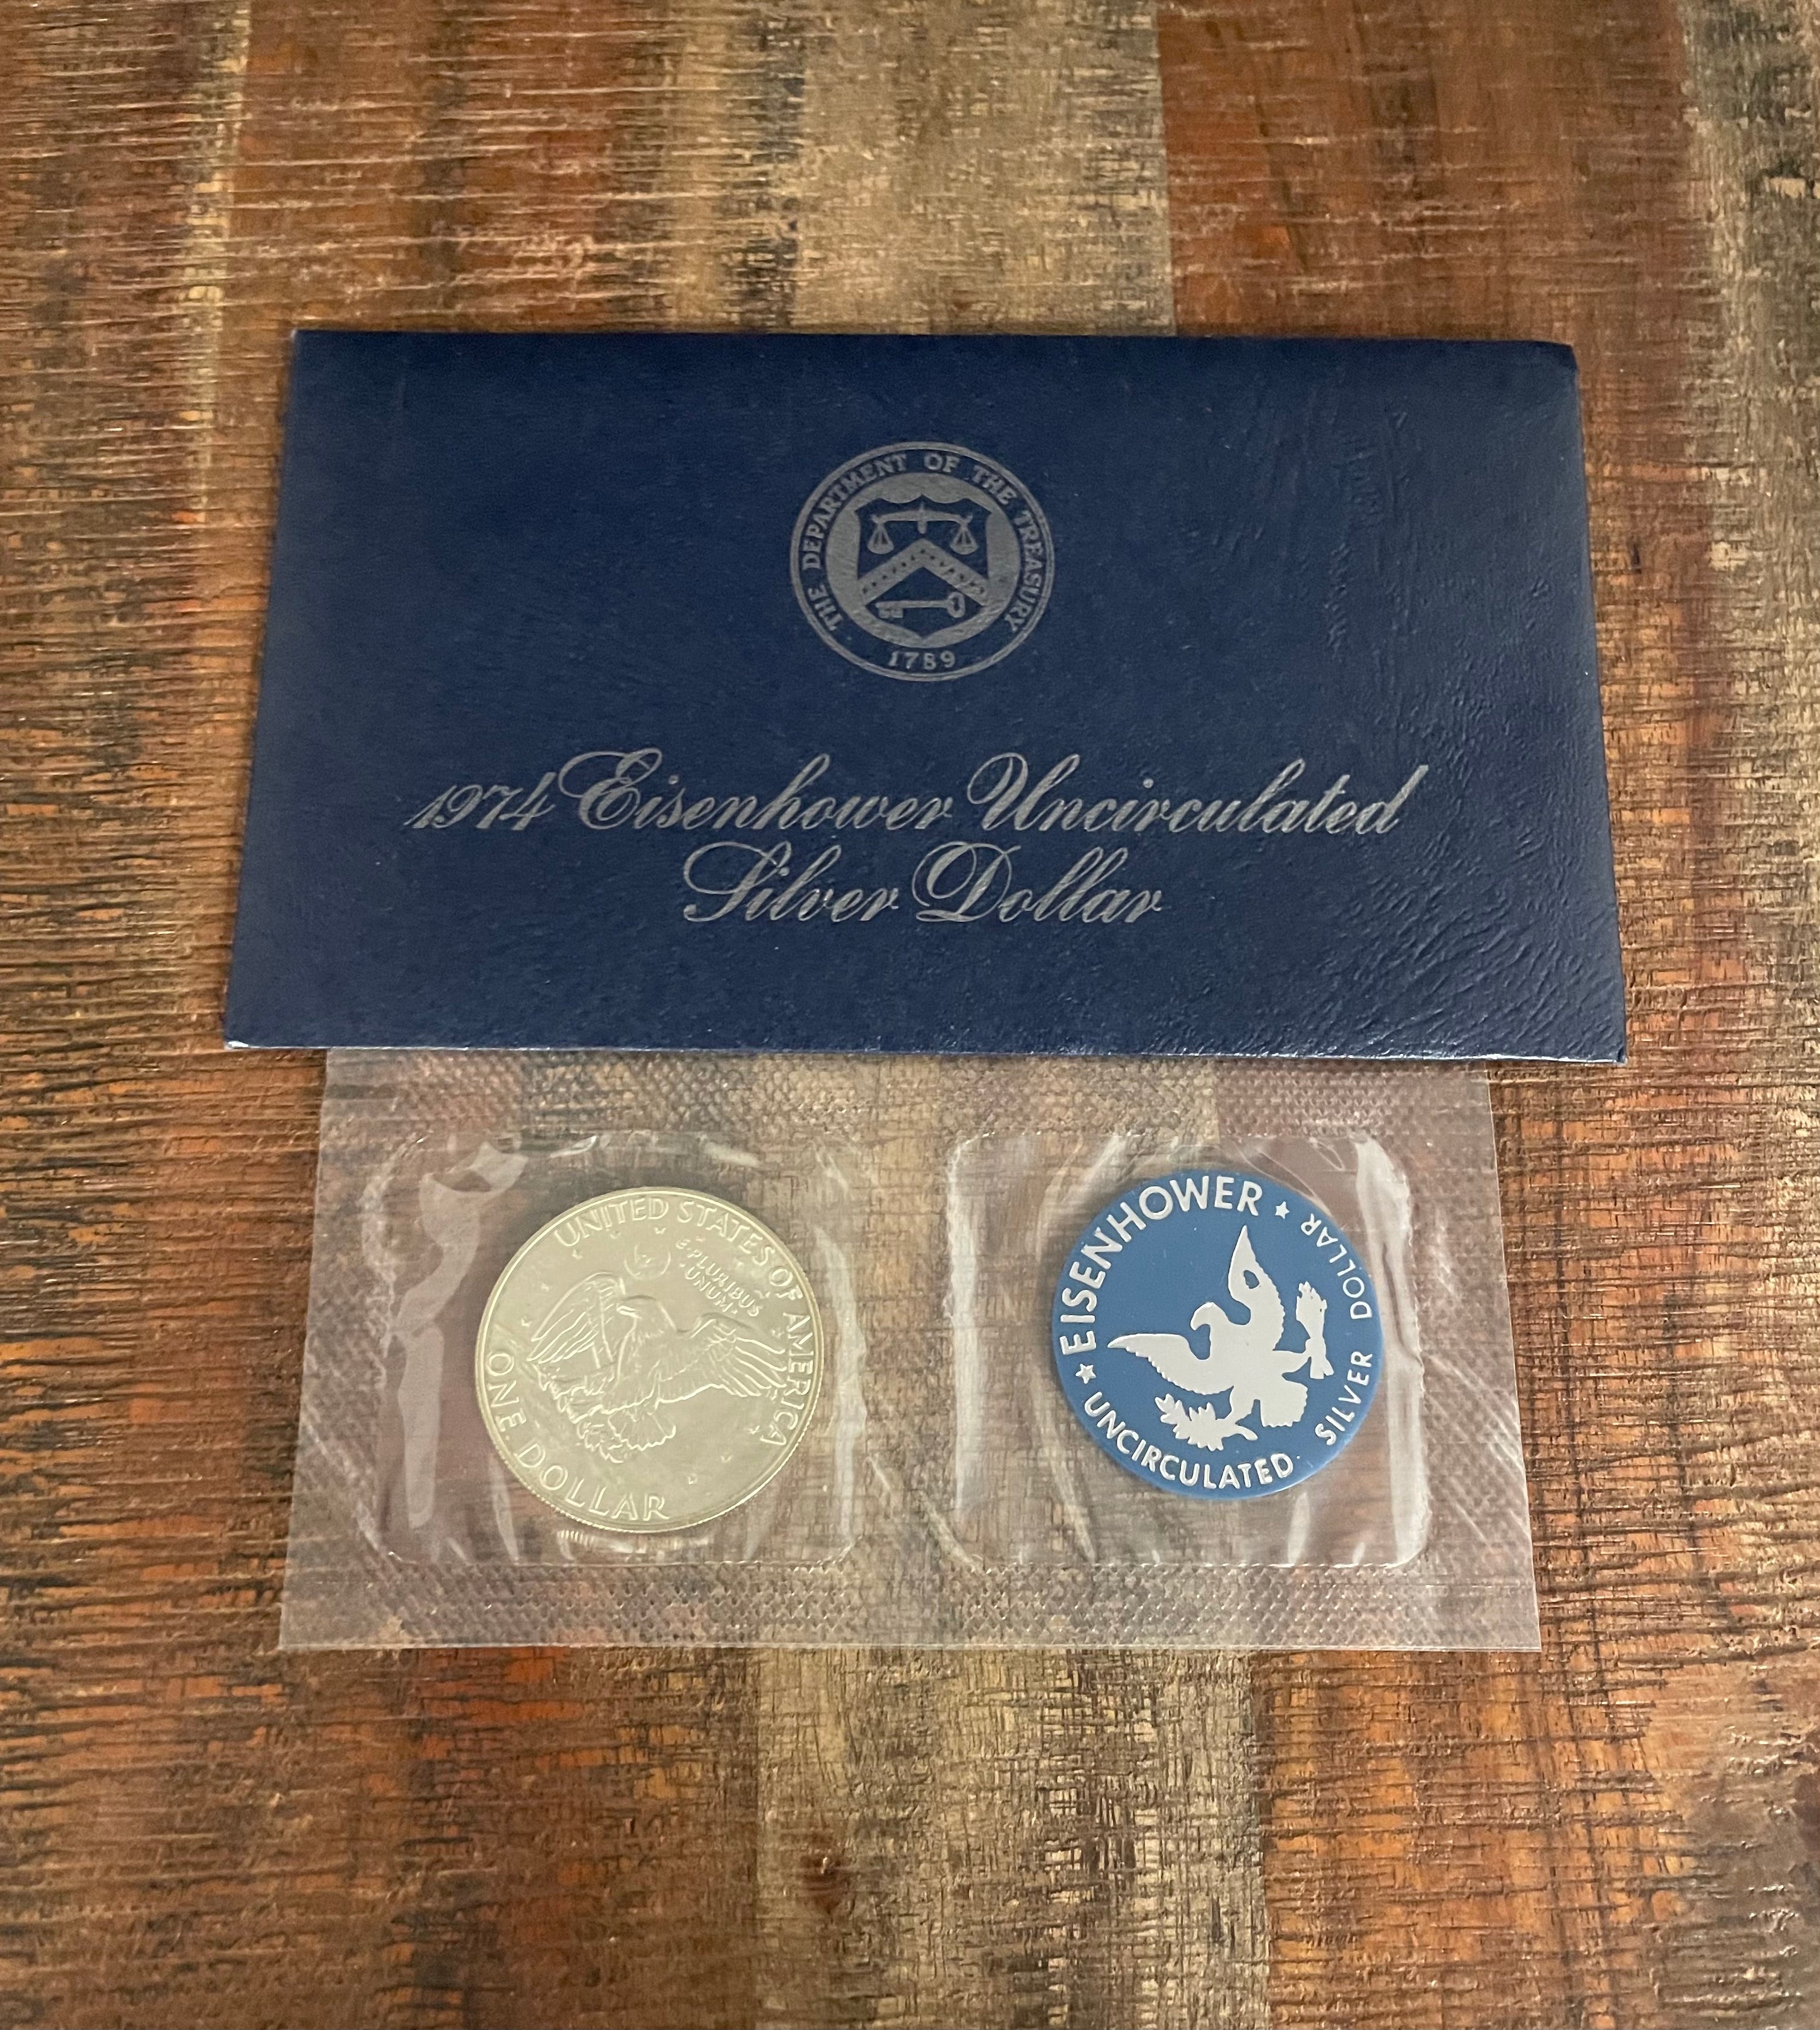 THE DEPARTMENT OF THE TREASURY
1789
1974 Eisenhower Uncirculated
Silver Dollar
UNITED STATES OF AMERICA
E PLURIBUS
UNUM
ONE DOLLAR
EISENHOWER
UNCIRCULATED
SILVER DOLLAR